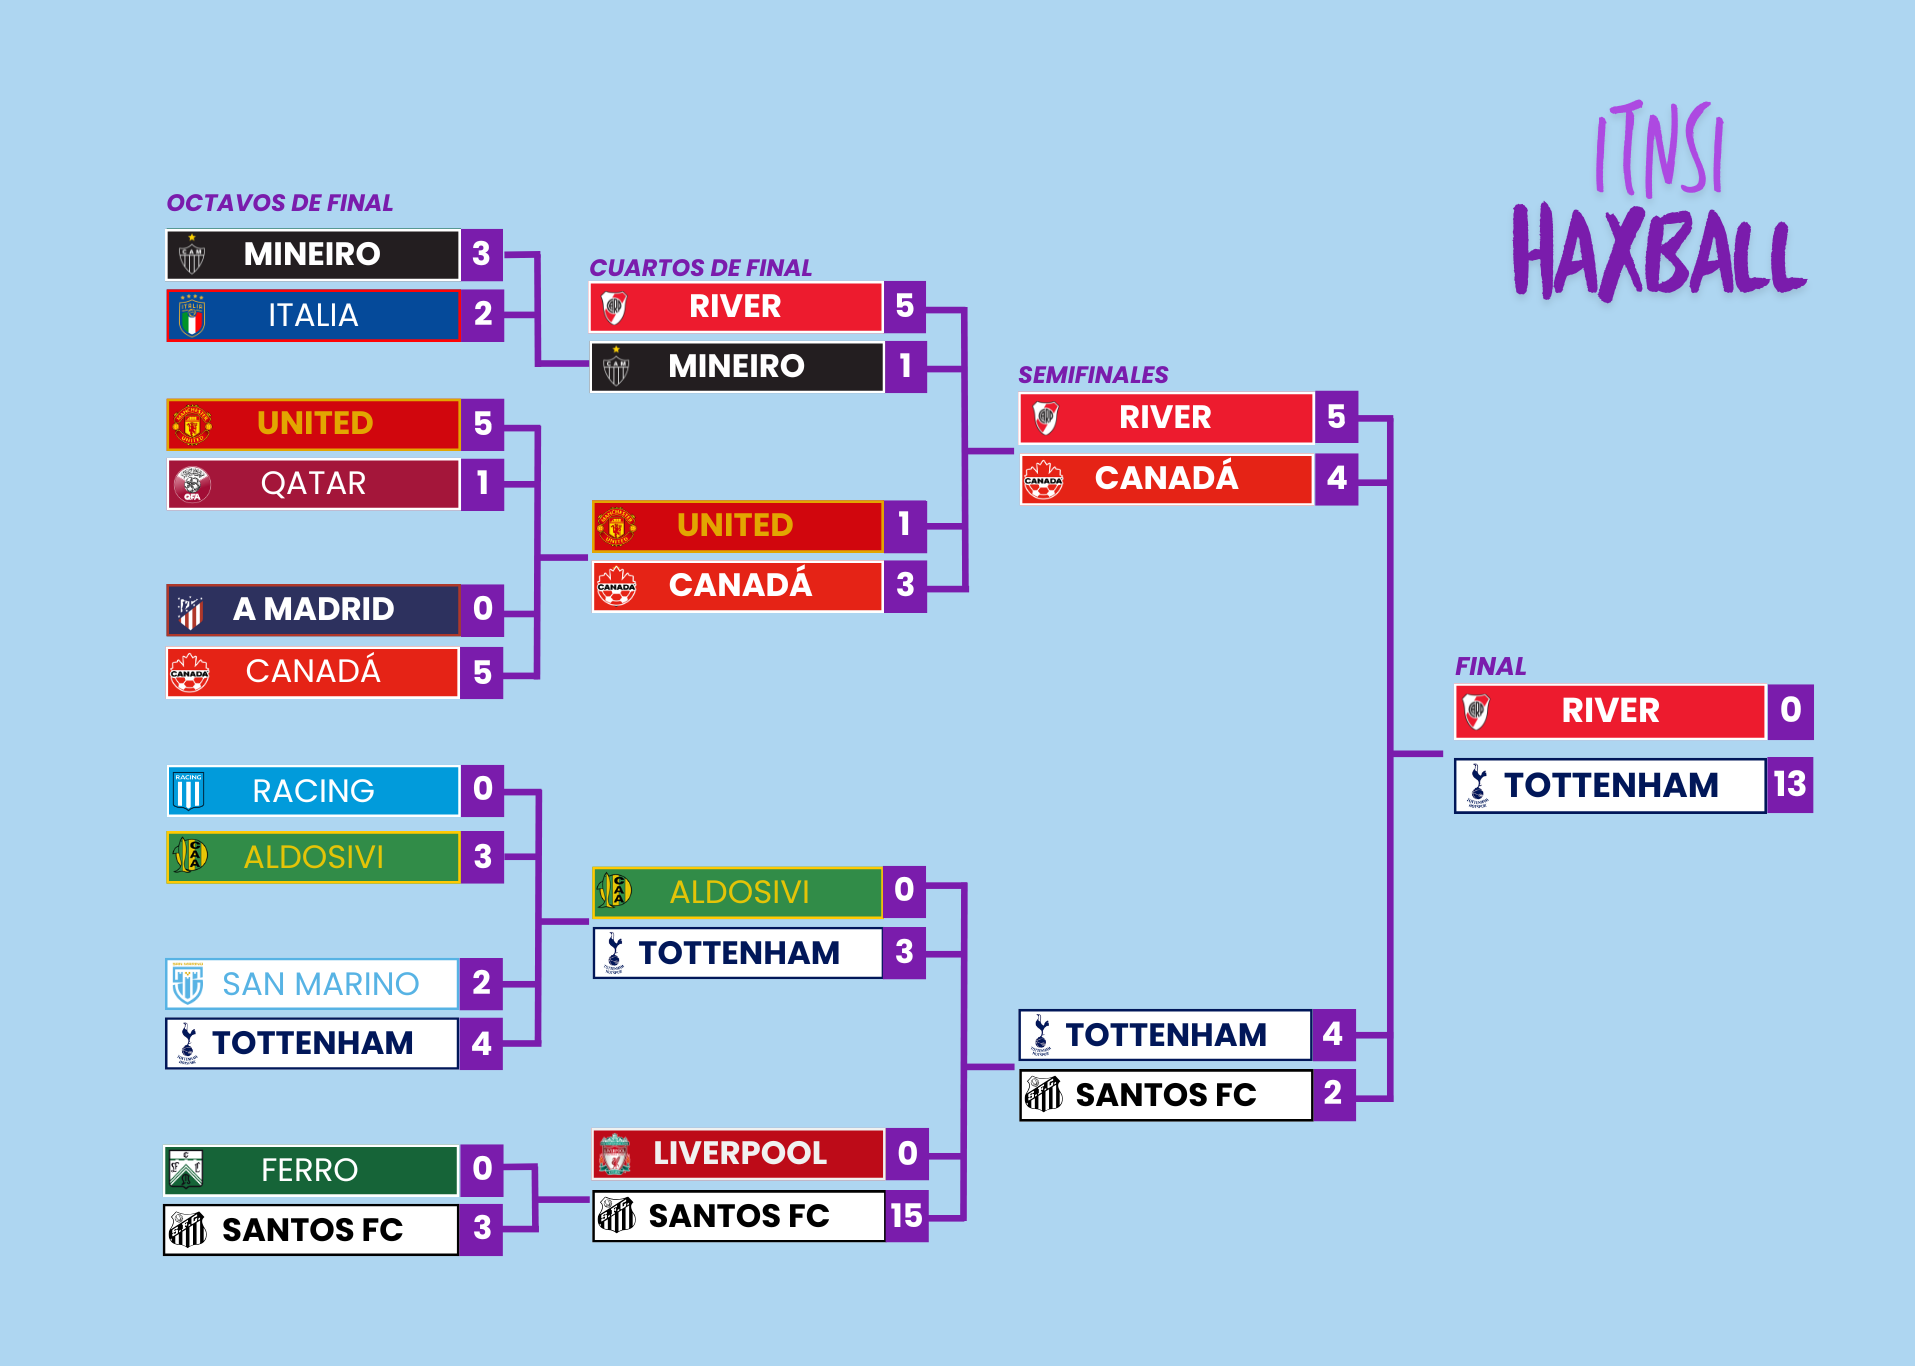 ITNSI
HAXBALL
OCTAVOS DE FINAL
MINEIRO 3
ITALIA 2
UNITED 5
QATAR 1
A MADRID 0
CANADÁ 5
RACING 0
ALDOSIVI 3
SAN MARINO 2
TOTTENHAM 4
FERRO 0
SANTOS FC 3
CUARTOS DE FINAL
RIVER 5
MINEIRO 1
UNITED 1
CANADÁ 3
ALDOSIVI 0
TOTTENHAM 3
LIVERPOOL 0
SANTOS FC 15
SEMIFINALES
RIVER 5
CANADÁ 4
TOTTENHAM 4
SANTOS FC 2
FINAL
RIVER 0
TOTTENHAM 13